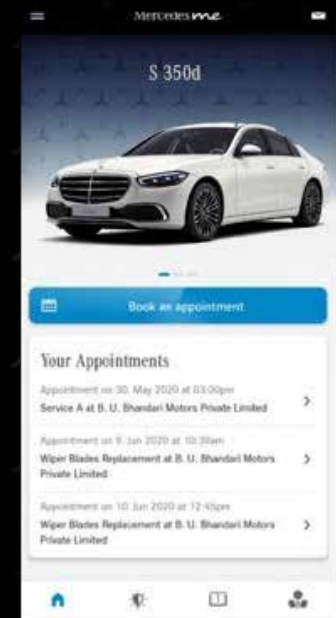 Mercedes me
S 350d
Book an appointment
Your Appointments
Appointment on 30. May 2020 at 03:00pm
Service A at B. U. Bhandari Motors Private Limited
Appointment on 9. Jun 2020 at 10:30am
Wiper Blades Replacement at B. U. Bhandari Motors
Private Limited
Appointment on 10. Jun 2020 at 12:45pm
Wiper Blades Replacement at B. U. Bhandari Motors
Private Limited